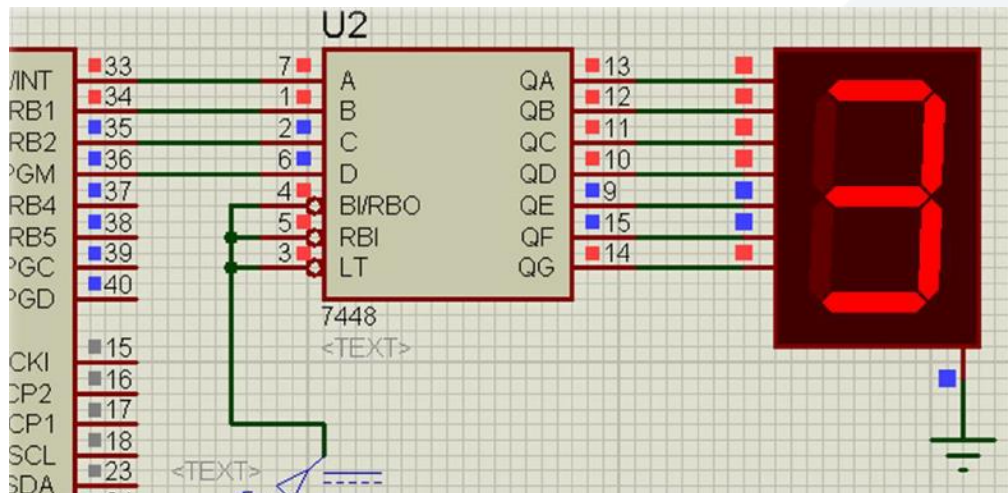 U2
/INT 33 7 A QA 13
RB1 34 1 B QB 12
RB2 35 2 C QC 11
PGM 36 6 D QD 10
RB4 37 4 BI/RBO QE 9
RB5 38 5 RBI QF 15
PGC 39 3 LT QG 14
PGD 40
7448
<TEXT>
CKI 15
CP2 16
CP1 17
SCL 18
SDA 23
<TEXT>
3